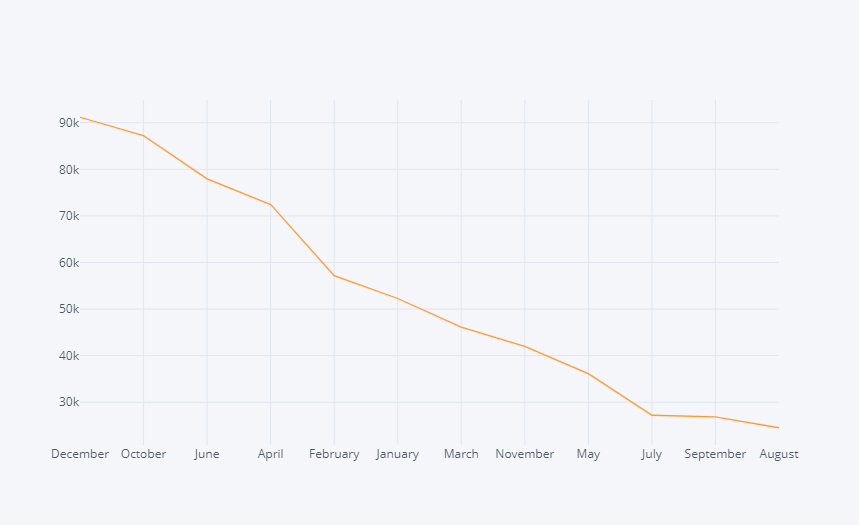 90k
80k
70k
60k
50k
40k
30k
December October June April February January March November May July September August